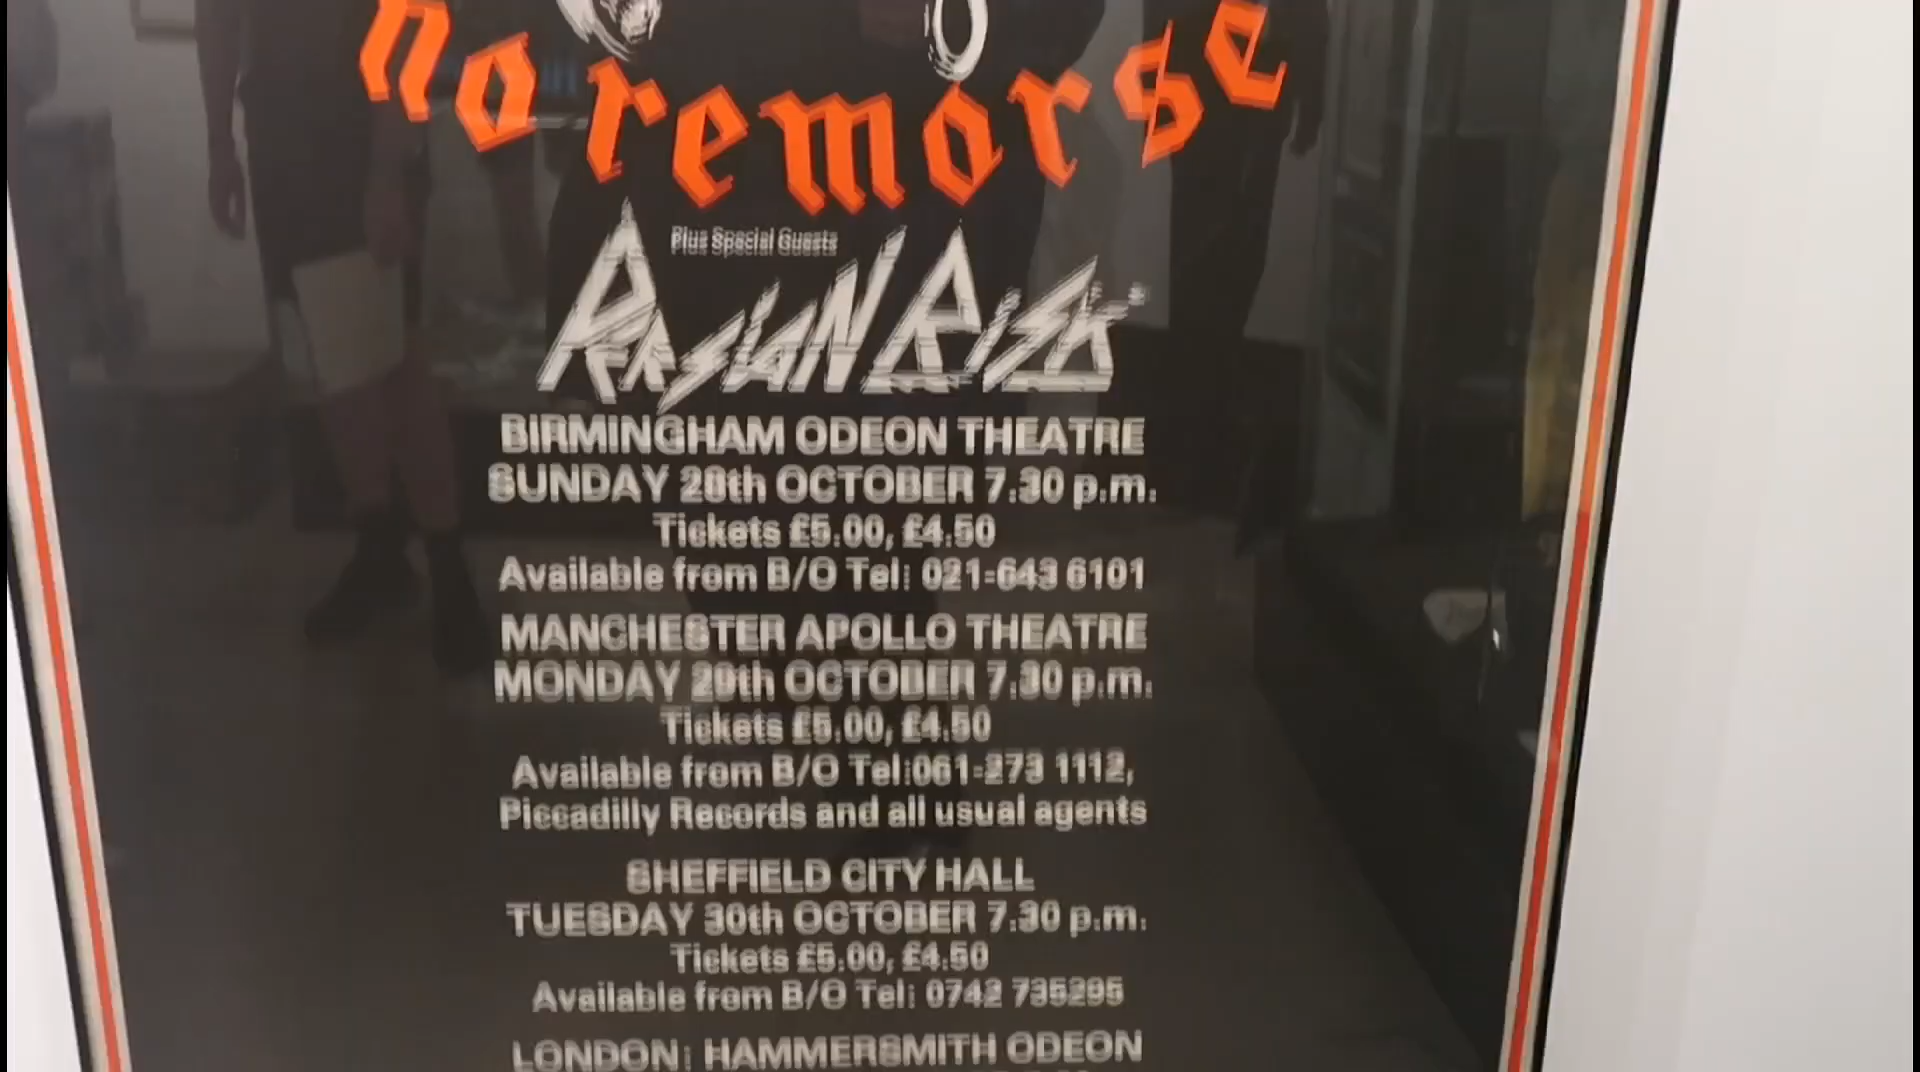 no remorse
Plus Special Guests
PERSIAN RISK
BIRMINGHAM ODEON THEATRE
SUNDAY 28th OCTOBER 7.30 p.m.
Tickets £5.00, £4.50
Available from B/O Tel: 021-643 6101
MANCHESTER APOLLO THEATRE
MONDAY 29th OCTOBER 7.30 p.m.
Tickets £5.00, £4.50
Available from B/O Tel:061-273 1112,
Piccadilly Records and all usual agents
SHEFFIELD CITY HALL
TUESDAY 30th OCTOBER 7.30 p.m.
Tickets £5.00, £4.50
Available from B/O Tel: 0742 735295
LONDON: HAMMERSMITH ODEON